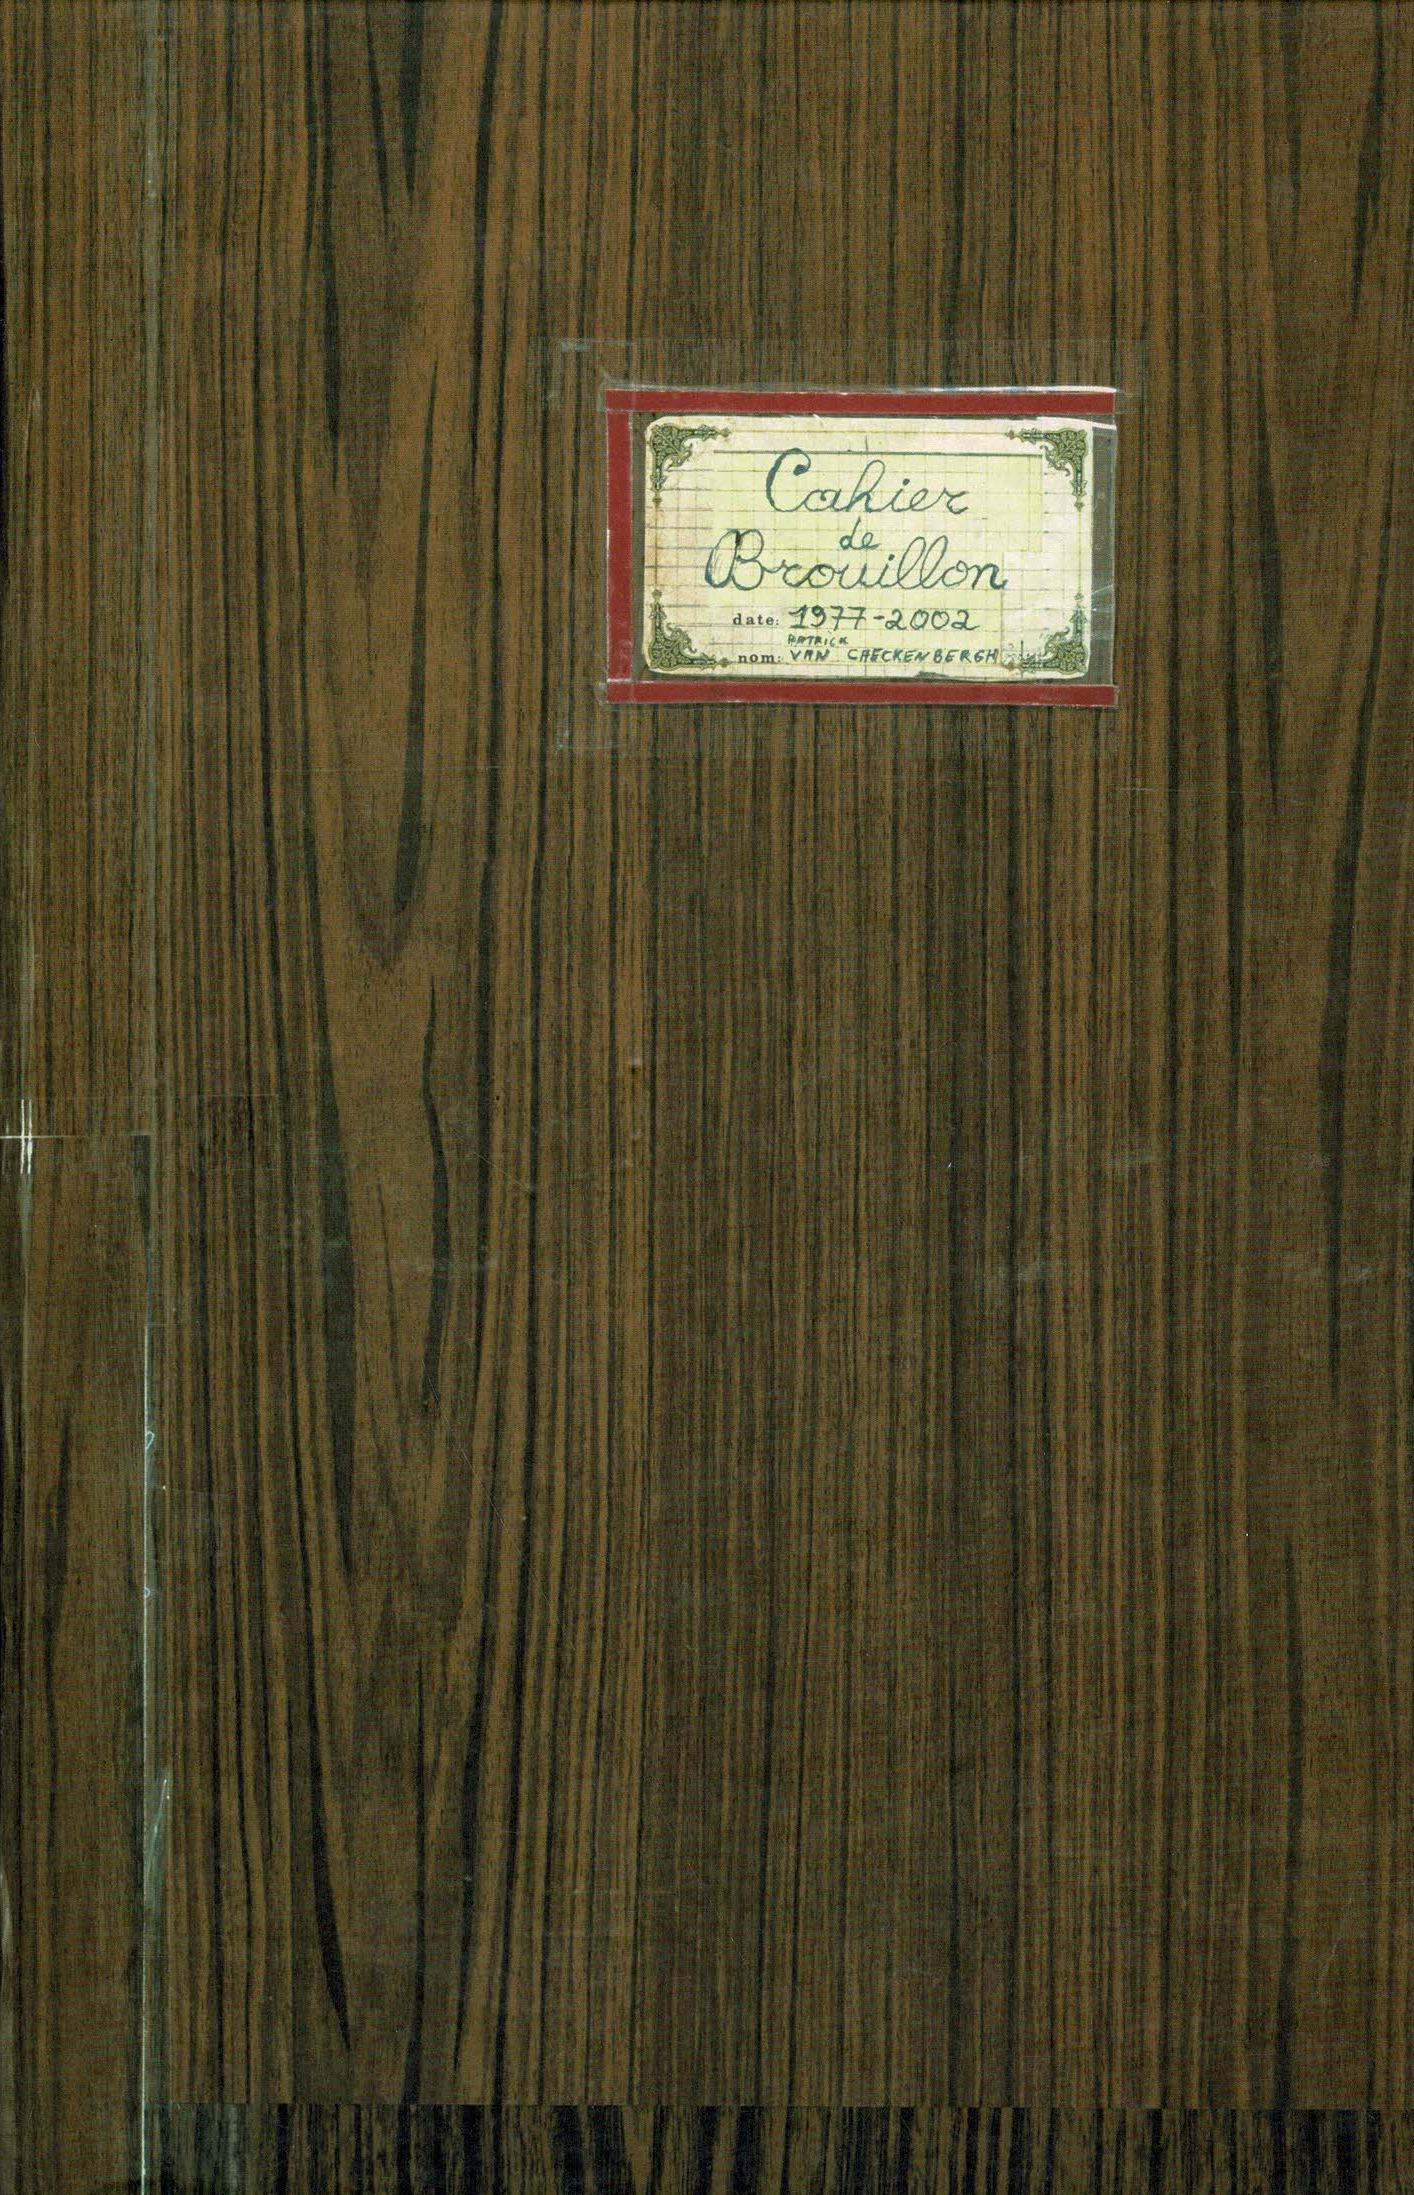 Cahier
de
Brouillon
date: 1977-2002
PATRICK
nom: VAN CAECKENBERGH